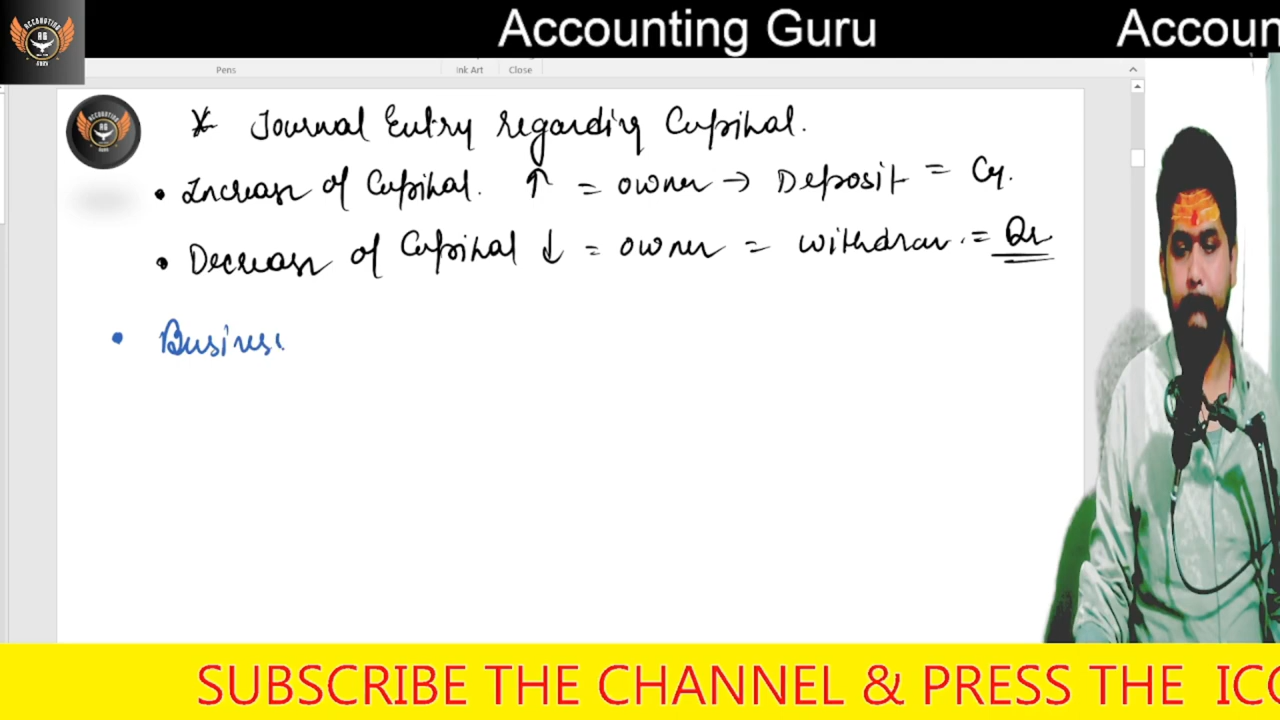 Accounting Guru
Accoun
Pens
Ink Art
Close
* Journal Entry regarding Capital.
• Increase of Capital. ↑ = owner → Deposit = Cr.
• Decrease of Capital ↓ = owner = withdraw. = Dr
• Business
SUBSCRIBE THE CHANNEL & PRESS THE ICO